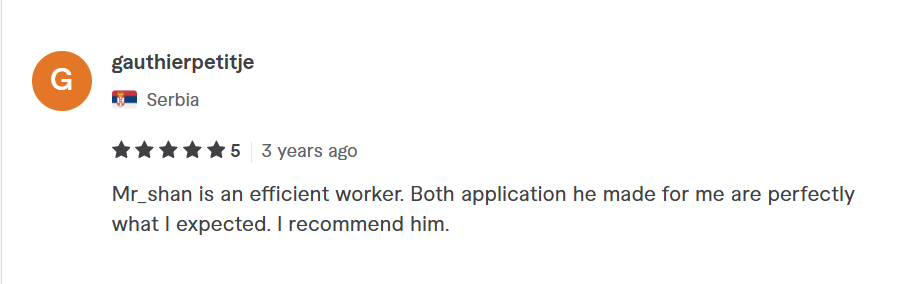 G
gauthierpetitje
Serbia
5
3 years ago
Mr_shan is an efficient worker. Both application he made for me are perfectly
what I expected. I recommend him.